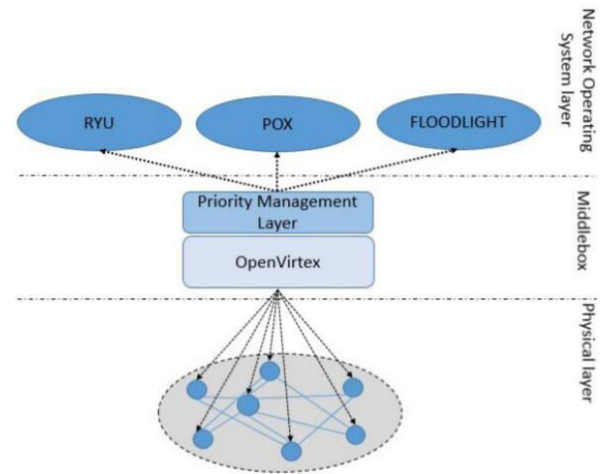 Network Operating
System layer
RYU
POX
FLOODLIGHT
Priority Management
Layer
OpenVirtex
Middlebox
Physical layer